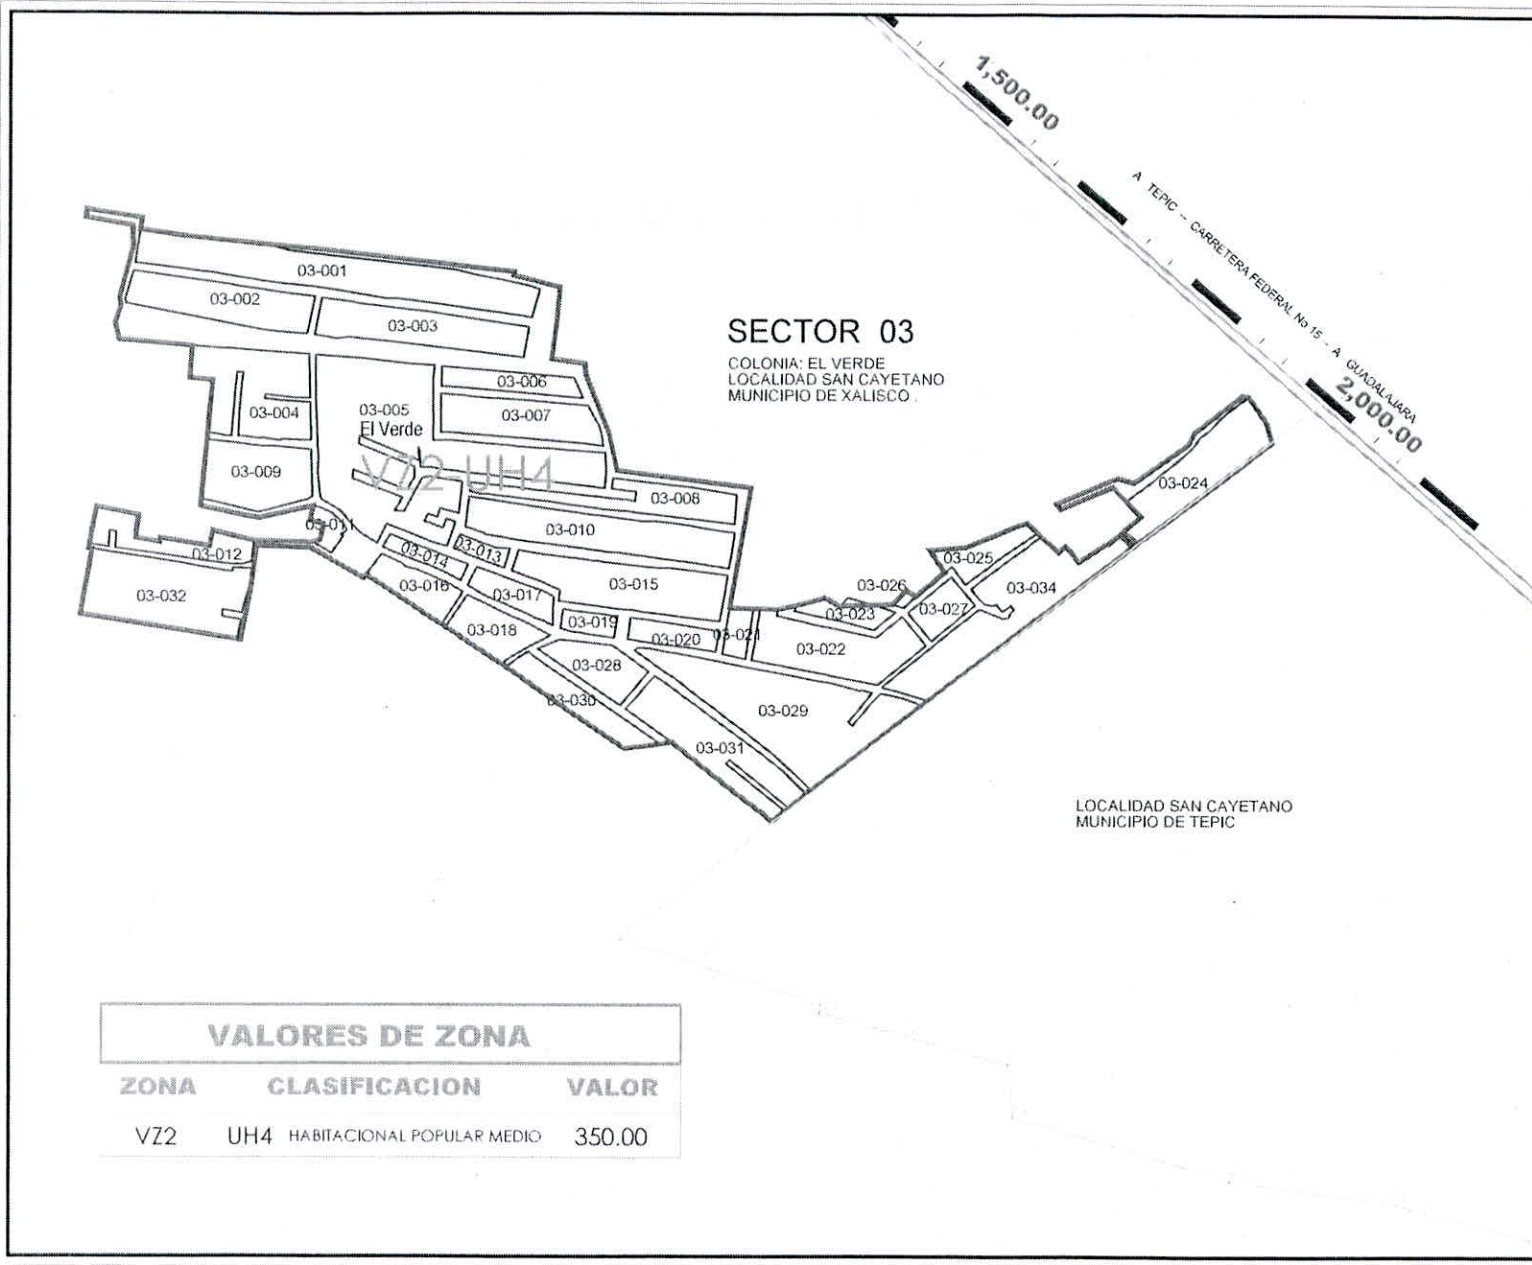 1,500.00
A TEPIC -- CARRETERA FEDERAL No 15 - A GUADALAJARA
2,000.00
SECTOR 03
COLONIA: EL VERDE
LOCALIDAD SAN CAYETANO
MUNICIPIO DE XALISCO.
03-001
03-002
03-003
03-006
03-004
03-005
El Verde
03-007
VZ2 UH4
03-009
03-008
03-024
03-011
03-010
03-012
03-014
03-013
03-025
03-032
03-016
03-017
03-015
03-026
03-034
03-018
03-019
03-020
03-021
03-023
03-027
03-022
03-028
03-030
03-029
03-031
LOCALIDAD SAN CAYETANO
MUNICIPIO DE TEPIC
VALORES DE ZONA
ZONA CLASIFICACION VALOR
VZ2 UH4 HABITACIONAL POPULAR MEDIO 350.00